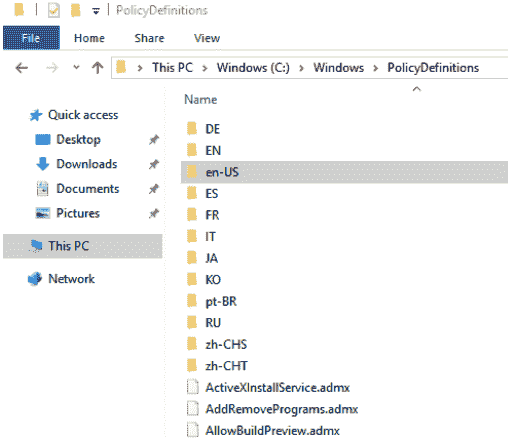 PolicyDefinitions
File Home Share View
This PC Windows (C:) Windows PolicyDefinitions
Name
Quick access
Desktop
Downloads
Documents
Pictures
This PC
Network
DE
EN
en-US
ES
FR
IT
JA
KO
pt-BR
RU
zh-CHS
zh-CHT
ActiveXInstallService.admx
AddRemovePrograms.admx
AllowBuildPreview.admx